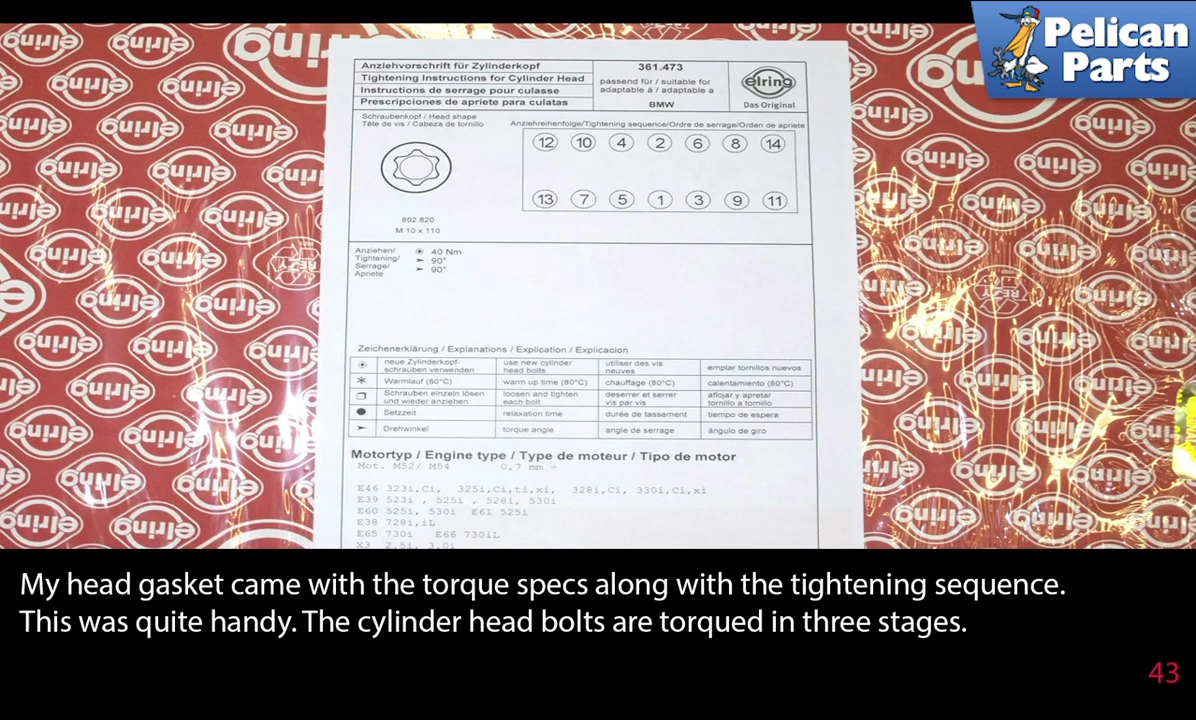 Pelican
Parts
Anziehvorschrift für Zylinderkopf
Tightening Instructions for Cylinder Head
Instructions de serrage pour culasse
Prescripciones de apriete para culatas
361.473
passend für / suitable for
adaptable à / adaptable a
BMW
elring
Das Original
Schraubenkopf / Head shape
Tête de vis / Cabeza de tornillo
802.820
M 10 x 110
Anziehreihenfolge/Tightening sequence/Ordre de serrage/Orden de apriete
12 10 4 2 6 8 14
13 7 5 1 3 9 11
Anziehen/
Tightening/
Serrage/
Apriete
40 Nm
90°
90°
Zeichenerklärung / Explanations / Explication / Explicacion
neue Zylinderkopf-
schrauben verwenden
use new cylinder
head bolts
utiliser des vis
neuves
emplar tornillos nuevos
Warmlauf (80°C) warm up time (80°C) chauffage (80°C) calentamiento (80°C)
Schrauben einzeln lösen
und wieder anziehen
loosen and tighten
each bolt
deserrer et serrer
vis par vis
aflojar y apretar
tornillo a tornillo
Setzzeit relaxation time durée de tassement tiempo de espera
Drehwinkel torque angle angle de serrage ángulo de giro
Motortyp / Engine type / Type de moteur / Tipo de motor
Mot. M52/ M54 0,7 mm +
E46 323i,Ci, 325i,Ci,ti,xi, 328i,Ci, 330i,Ci,xi
E39 523i , 525i , 528i, 530i
E60 525i, 530i E61 525i
E38 728i,iL
E65 730i E66 730iL
X3 2.5i, 3.0i
My head gasket came with the torque specs along with the tightening sequence.
This was quite handy. The cylinder head bolts are torqued in three stages.
43